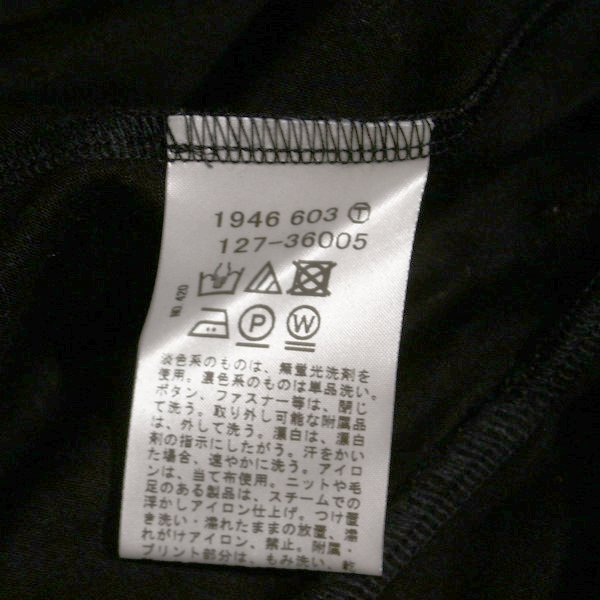 1946 603 Ⓣ
127-36005
NO.420
P W
淡色系のものは、無蛍光洗剤を
使用。濃色系のものは単品洗い。
ボタン、ファスナー等は、閉じ
て洗う。取り外し可能な附属品
は、外して洗う。漂白は、漂白
剤の指示にしたがう。汗をかい
た場合、速やかに洗う。アイロ
ンは、当て布使用。ニットや毛
足のある製品は、スチームでの
浮かしアイロン仕上げ。つけ置
き洗い・濡れたままの放置、濡
れがけアイロン、禁止。附属・
プリント部分は、もみ洗い、乾